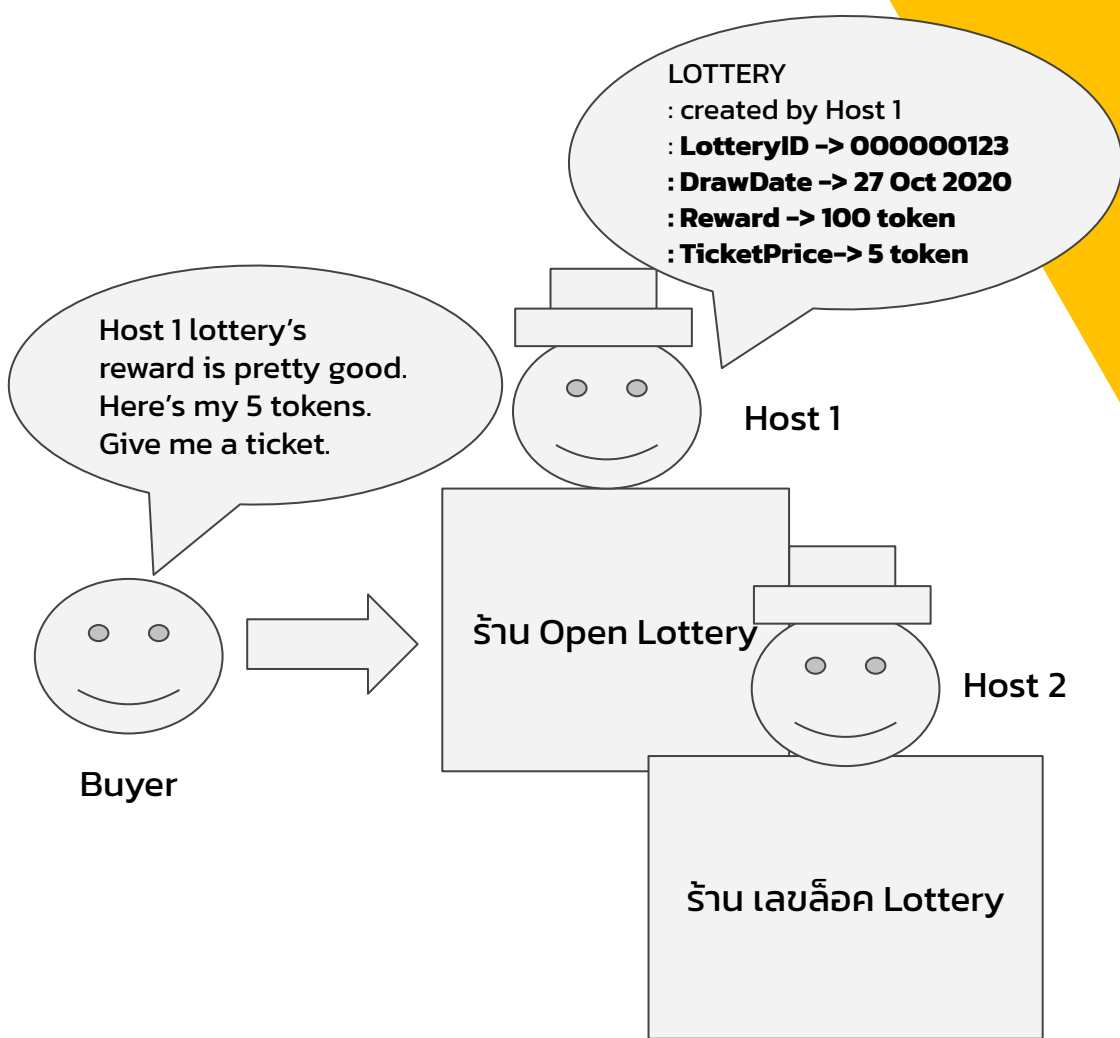 LOTTERY
: created by Host 1
: LotteryID -> 000000123
: DrawDate -> 27 Oct 2020
: Reward -> 100 token
: TicketPrice-> 5 token
Host 1 lottery's
reward is pretty good.
Here's my 5 tokens.
Give me a ticket.
Host 1
ร้าน Open Lottery
Host 2
Buyer
ร้าน เลขล็อค Lottery